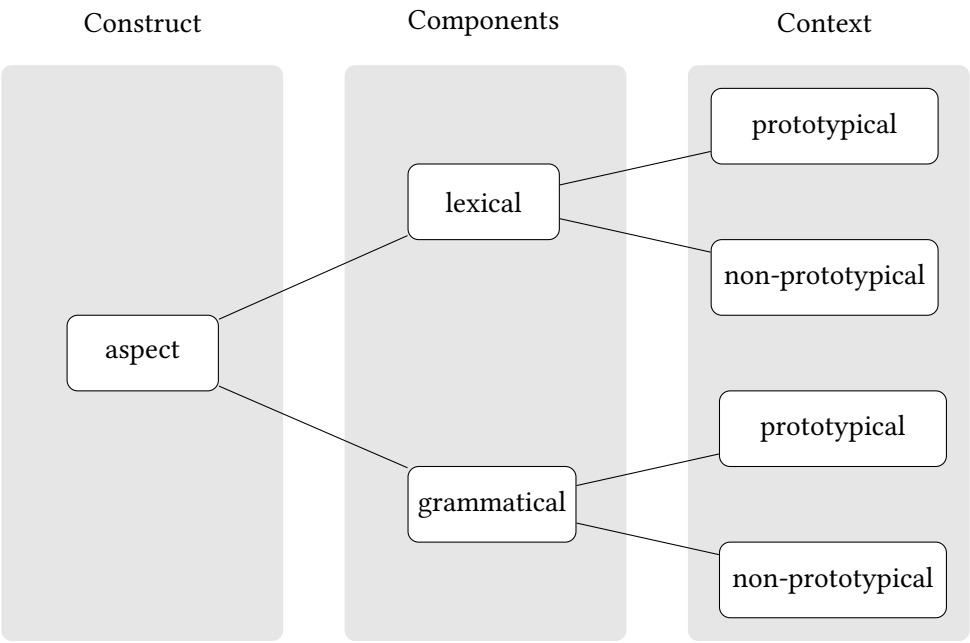 Construct
Components
Context
prototypical
lexical
non-prototypical
aspect
prototypical
grammatical
non-prototypical